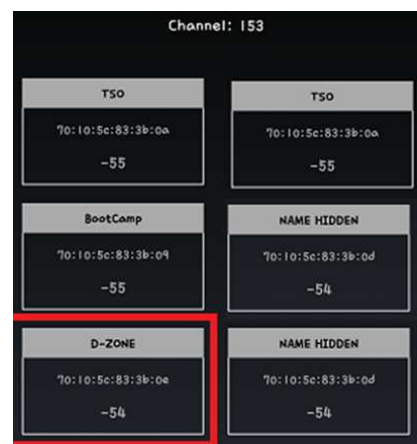 Channel: 153
TSO
70:10:5c:83:3b:0a
-55
TSO
70:10:5c:83:3b:0a
-55
BootCamp
70:10:5c:83:3b:09
-55
NAME HIDDEN
70:10:5c:83:3b:0d
-54
D-ZONE
70:10:5c:83:3b:0e
-54
NAME HIDDEN
70:10:5c:83:3b:0d
-54